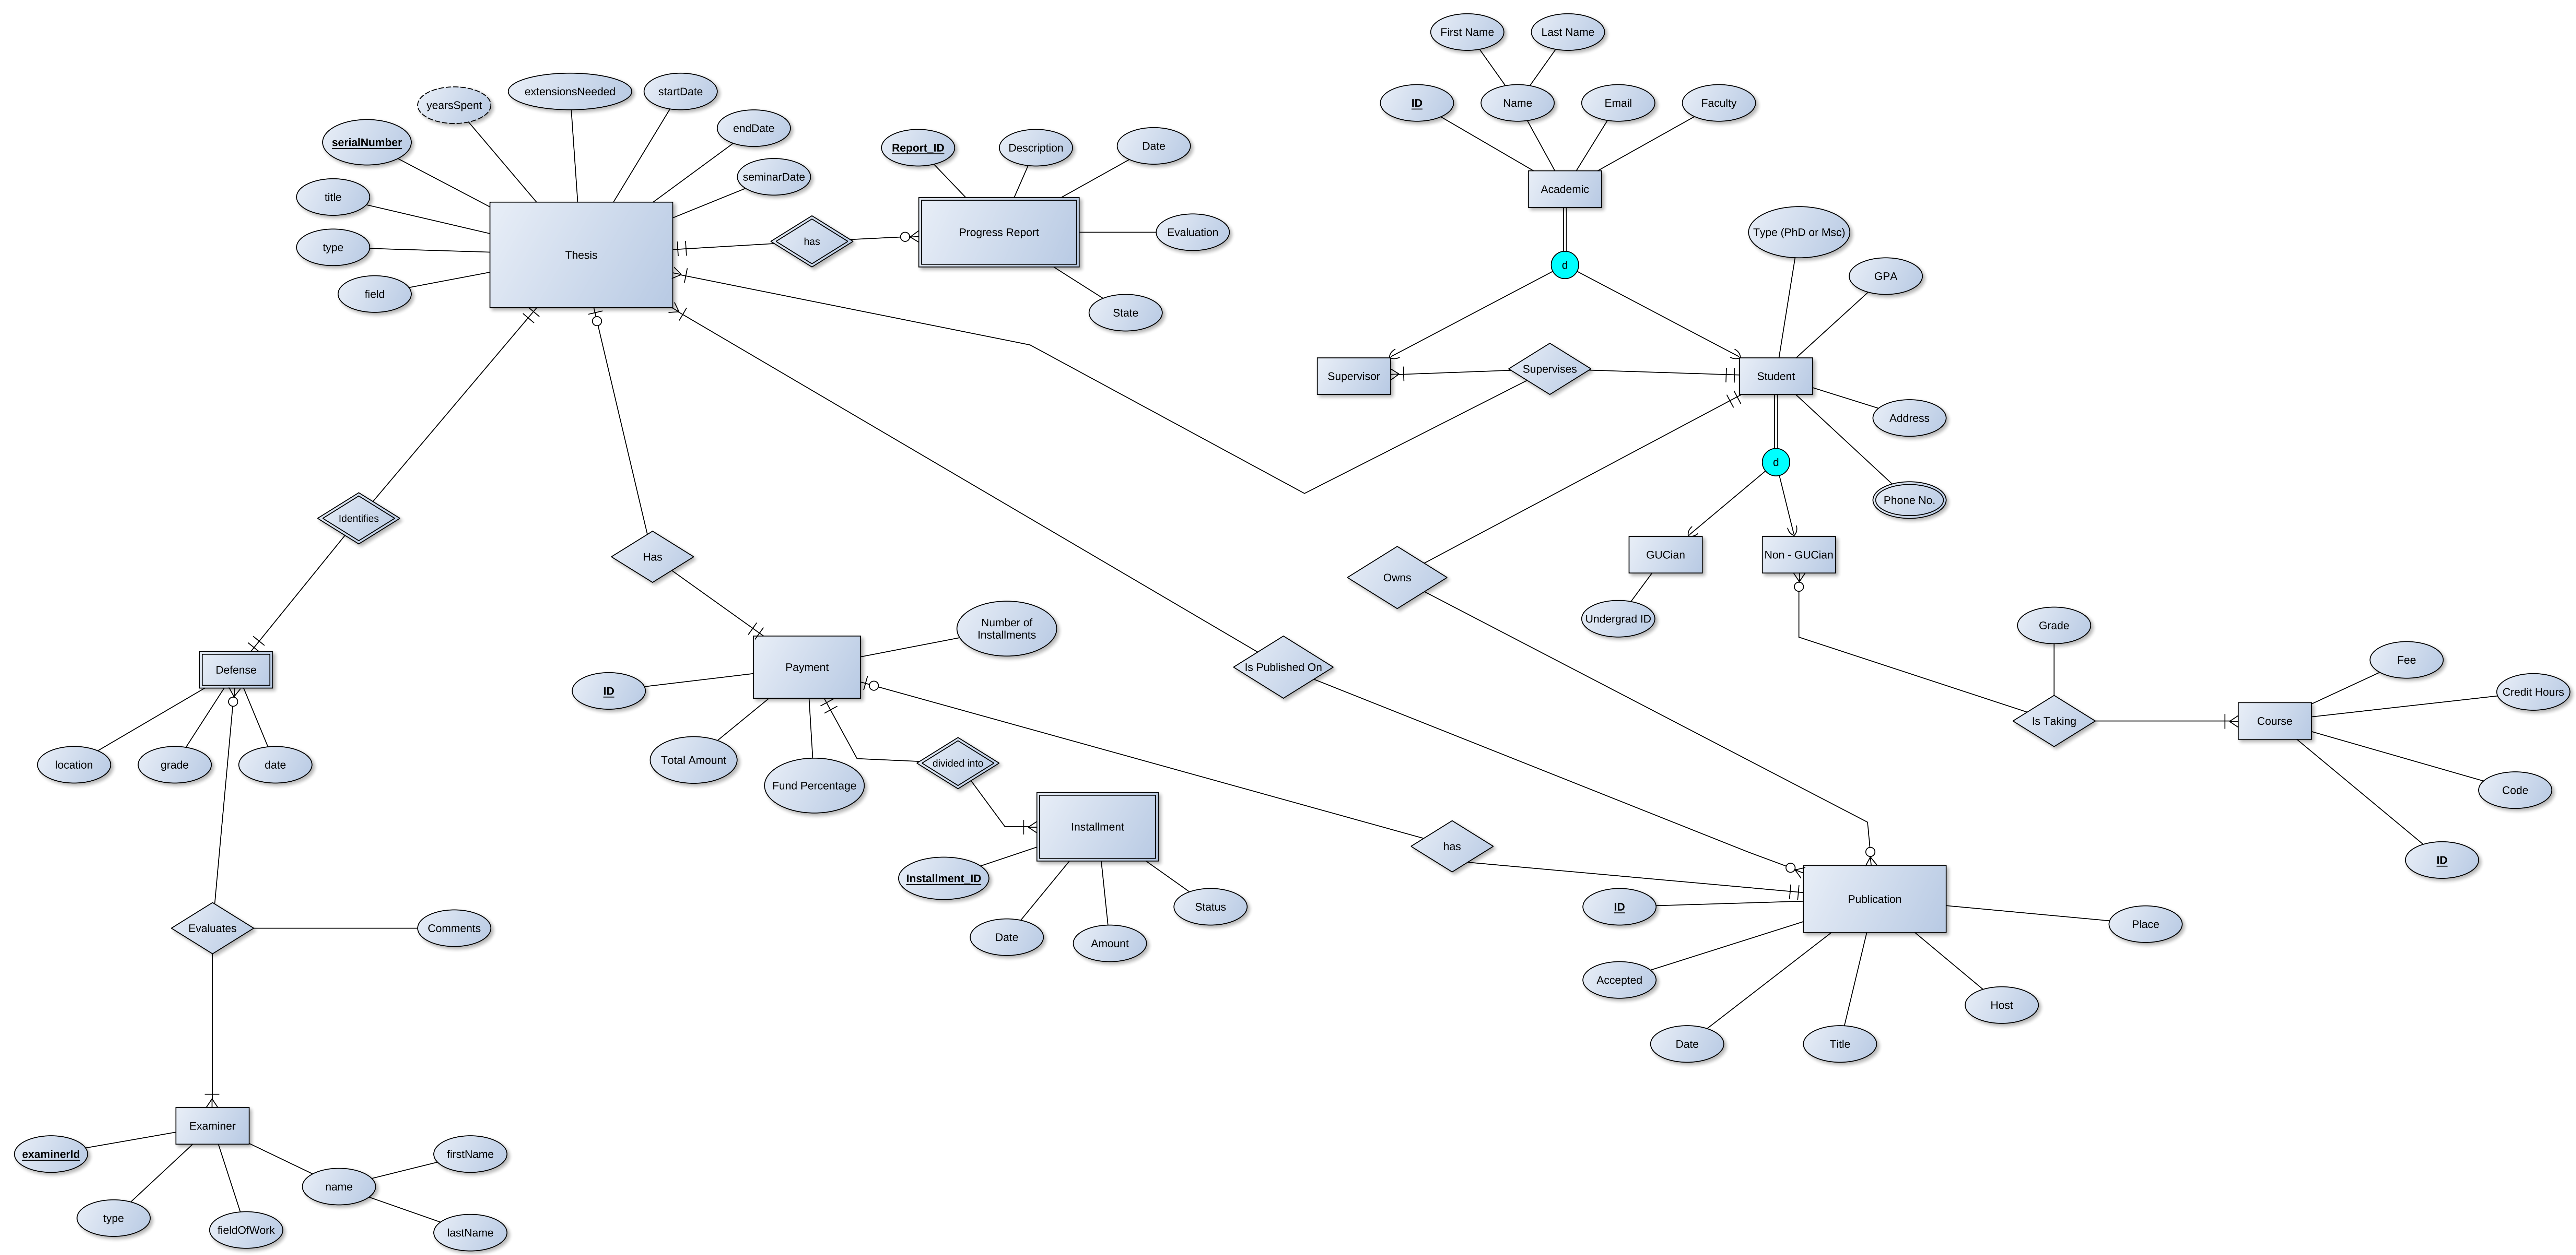 First Name
Last Name
yearsSpent
extensionsNeeded
startDate
ID
Name
Email
Faculty
serialNumber
endDate
Report_ID
Description
Date
title
seminarDate
Academic
type
Thesis
has
Progress Report
Evaluation
Type (PhD or Msc)
field
d
GPA
State
Supervisor
Supervises
Student
Address
d
Phone No.
Identifies
Has
Owns
GUCian
Non - GUCian
Undergrad ID
Number of
Installments
Grade
Defense
Payment
Is Published On
Fee
ID
Credit Hours
Is Taking
Course
location
grade
date
Total Amount
Fund Percentage
divided into
Code
Installment
has
ID
Installment_ID
Status
Publication
ID
Evaluates
Comments
Date
Amount
Place
Accepted
Host
Date
Title
Examiner
examinerId
firstName
name
type
fieldOfWork
lastName